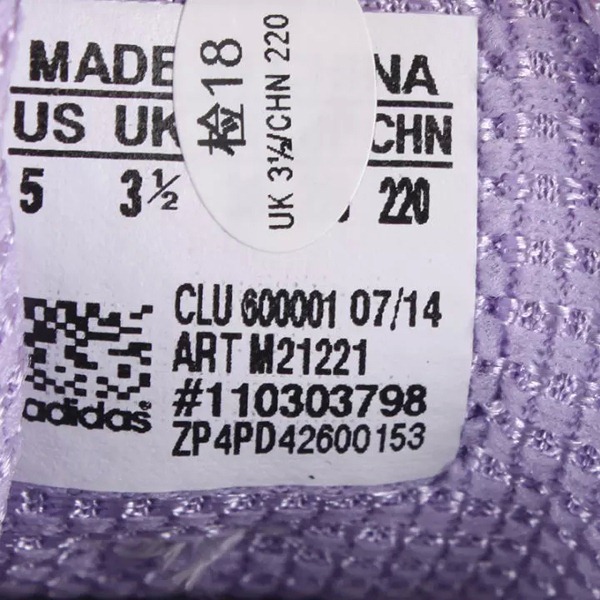 MADE NA
US UK CHN
5 3½ 220
检18
UK 3½/CHN 220
CLU 600001 07/14
ART M21221
#110303798
ZP4PD42600153
adidas